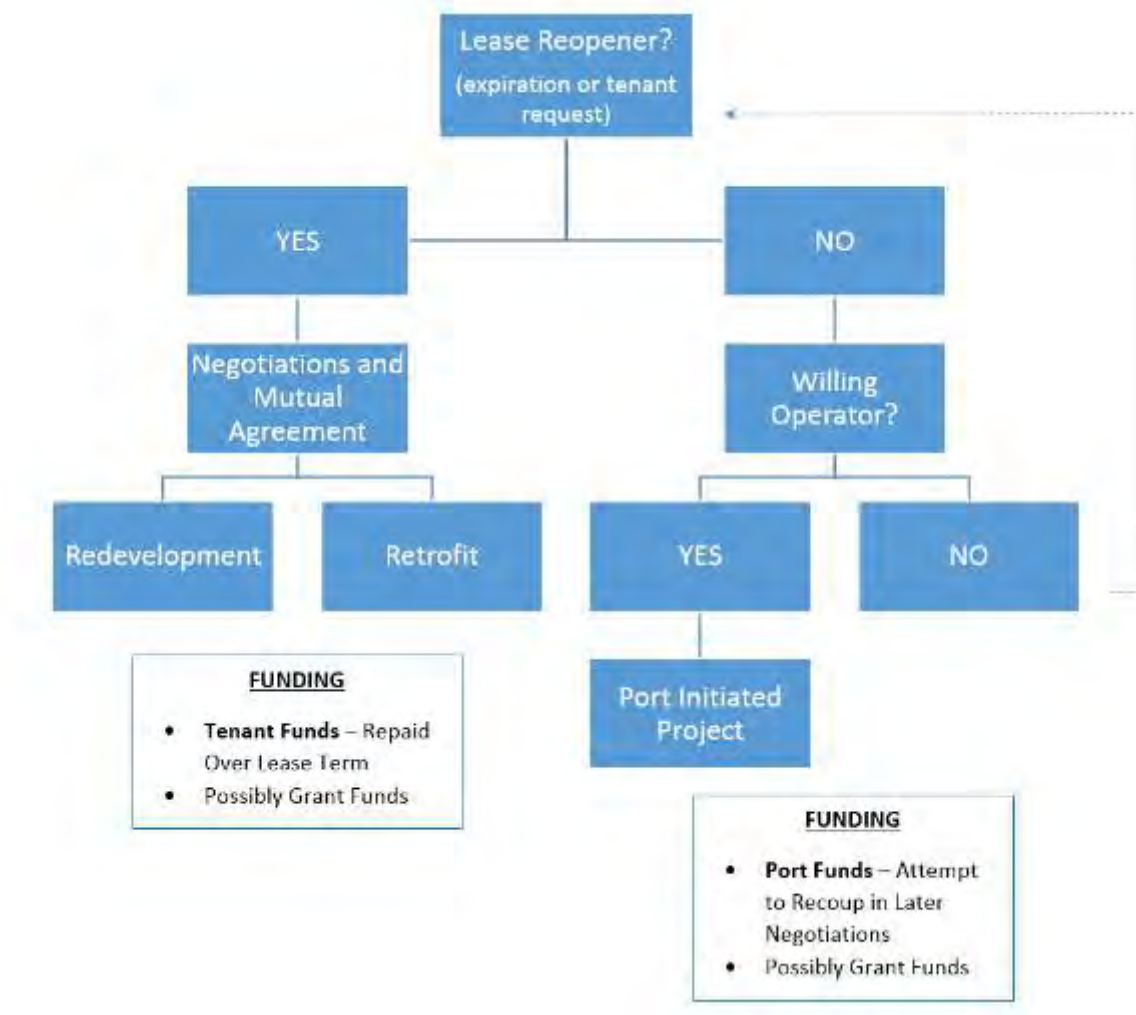 Lease Reopener?
(expiration or tenant
request)
YES
NO
Negotiations and
Mutual
Agreement
Willing
Operator?
Redevelopment
Retrofit
YES
NO
Port Initiated
Project
FUNDING
• Tenant Funds – Repaid
Over Lease Term
• Possibly Grant Funds
FUNDING
• Port Funds – Attempt
to Recoup in Later
Negotiations
• Possibly Grant Funds